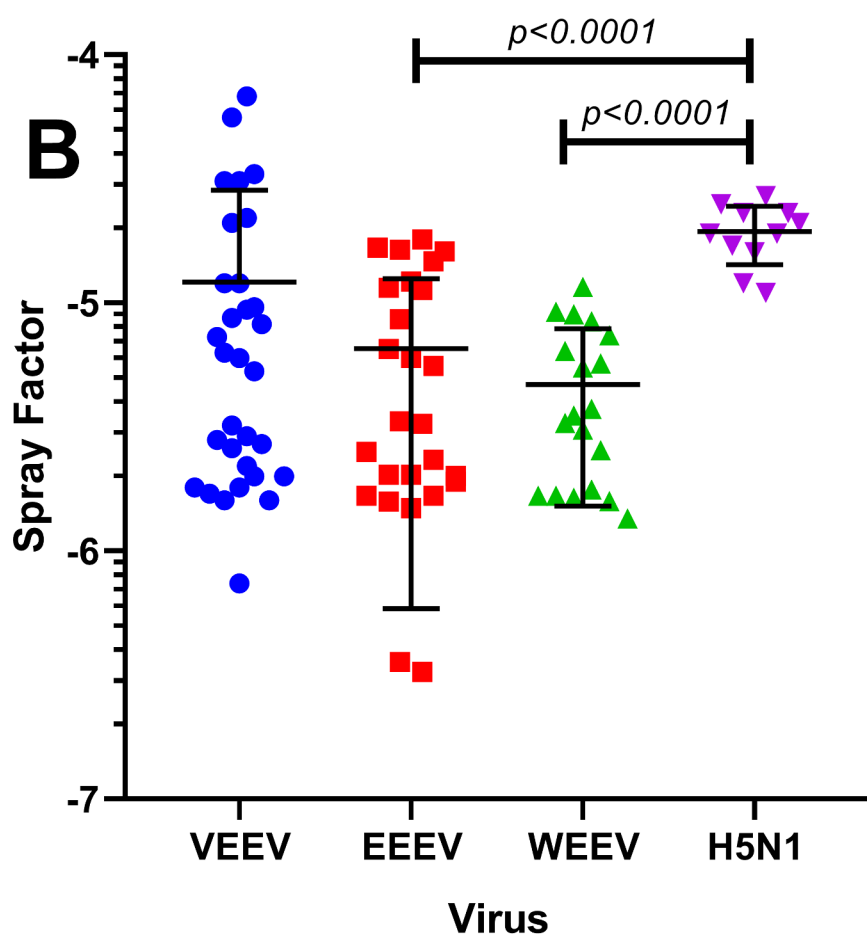 B
p<0.0001
p<0.0001
-4
-5
-6
-7
Spray Factor
VEEV EEEV WEEV H5N1
Virus